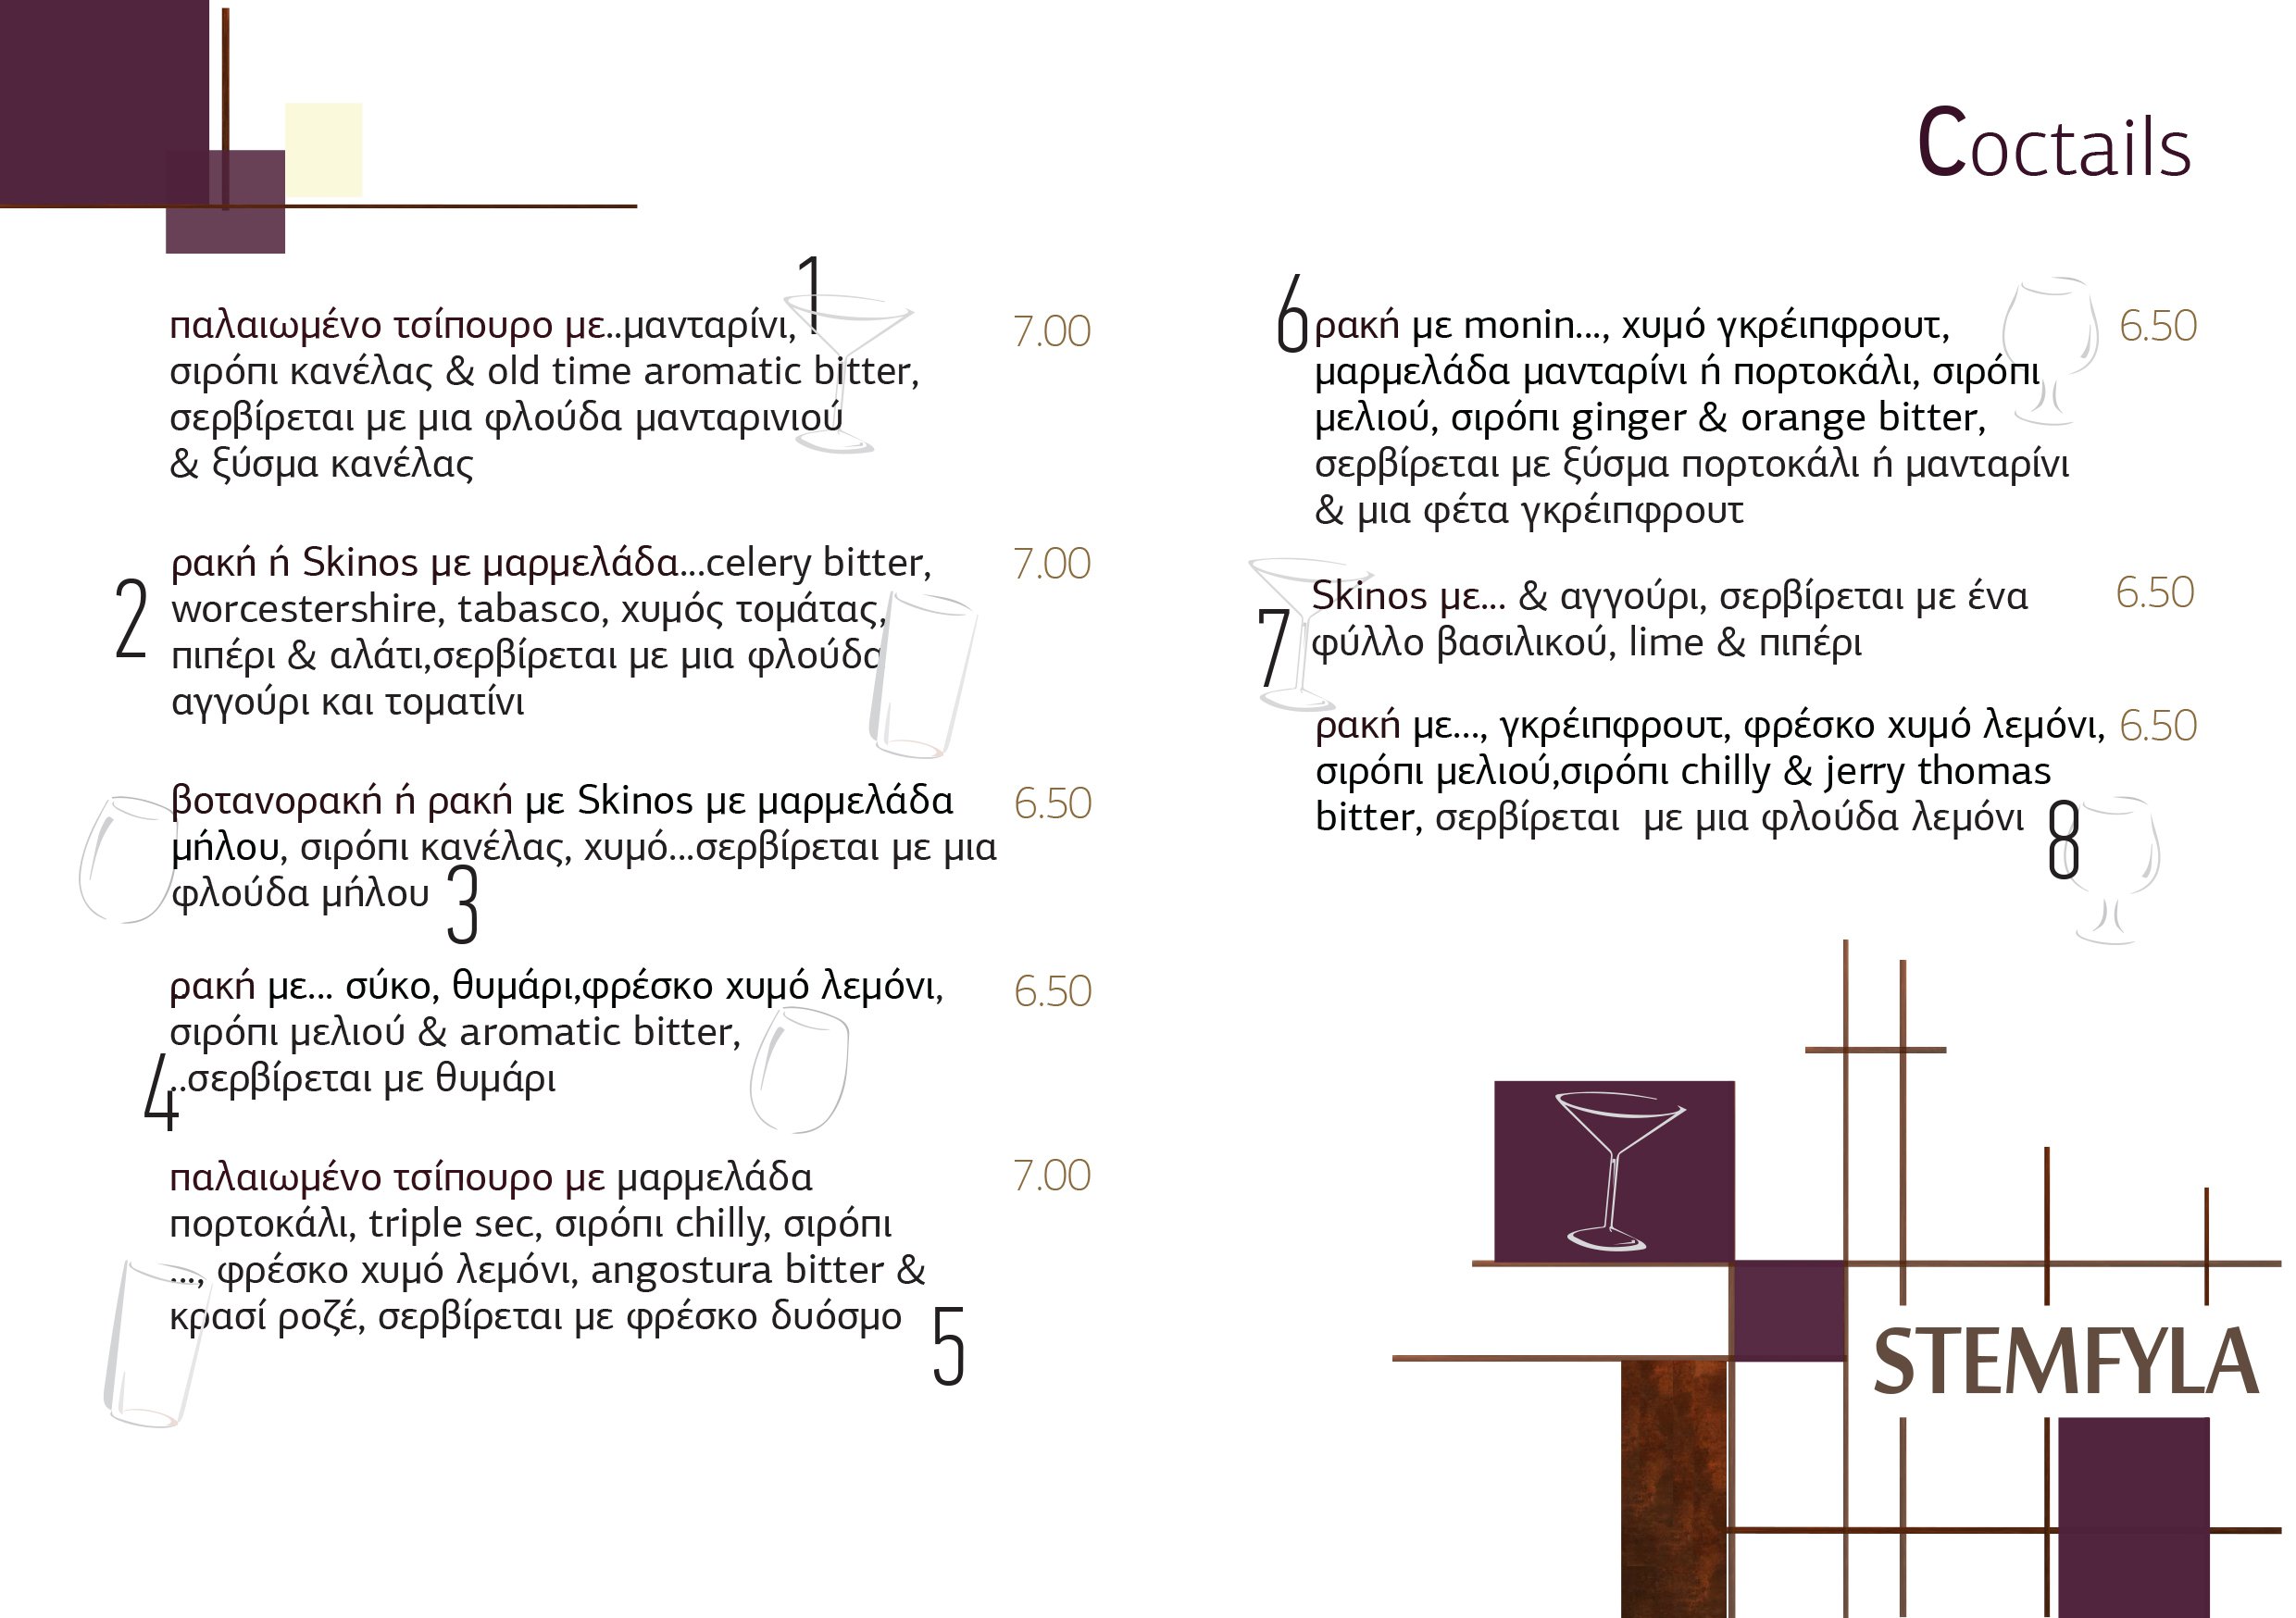 Coctails
1
παλαιωμένο τσίπουρο με..μανταρίνι, 7.00
σιρόπι κανέλας & old time aromatic bitter,
σερβίρεται με μια φλούδα μανταρινιού
& ξύσμα κανέλας
2
ρακή ή Skinos με μαρμελάδα...celery bitter, 7.00
worcestershire, tabasco, χυμός τομάτας,
πιπέρι & αλάτι,σερβίρεται με μια φλούδα
αγγούρι και τοματίνι
βοτανορακή ή ρακή με Skinos με μαρμελάδα 6.50
μήλου, σιρόπι κανέλας, χυμό...σερβίρεται με μια
φλούδα μήλου
3
ρακή με... σύκο, θυμάρι,φρέσκο χυμό λεμόνι, 6.50
σιρόπι μελιού & aromatic bitter,
..σερβίρεται με θυμάρι
4
παλαιωμένο τσίπουρο με μαρμελάδα 7.00
πορτοκάλι, triple sec, σιρόπι chilly, σιρόπι
..., φρέσκο χυμό λεμόνι, angostura bitter &
κρασί ροζέ, σερβίρεται με φρέσκο δυόσμο
5
6
ρακή με monin..., χυμό γκρέιπφρουτ, 6.50
μαρμελάδα μανταρίνι ή πορτοκάλι, σιρόπι
μελιού, σιρόπι ginger & orange bitter,
σερβίρεται με ξύσμα πορτοκάλι ή μανταρίνι
& μια φέτα γκρέιπφρουτ
7
Skinos με... & αγγούρι, σερβίρεται με ένα 6.50
φύλλο βασιλικού, lime & πιπέρι
ρακή με..., γκρέιπφρουτ, φρέσκο χυμό λεμόνι, 6.50
σιρόπι μελιού,σιρόπι chilly & jerry thomas
bitter, σερβίρεται με μια φλούδα λεμόνι
8
STEMFYLA